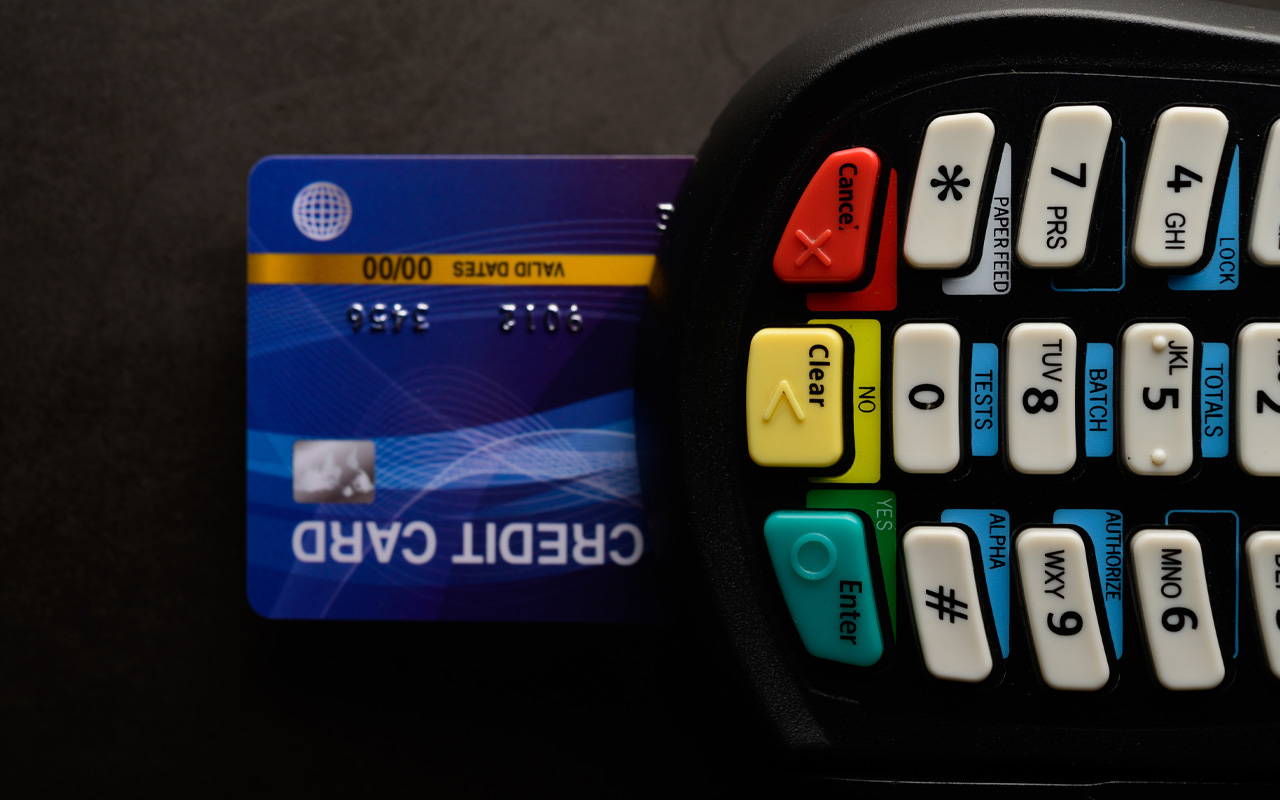 CREDIT CARD
9012 3456
VALID DATES 00/00
2
4 GHI
JKL 5
MNO 6
LOCK
TOTALS
7 PRS
TUV 8
WXY 9
BATCH
AUTHORIZE
*
0
#
PAPER FEED
TESTS
ALPHA
Cancel
Clear
Enter
NO
YES